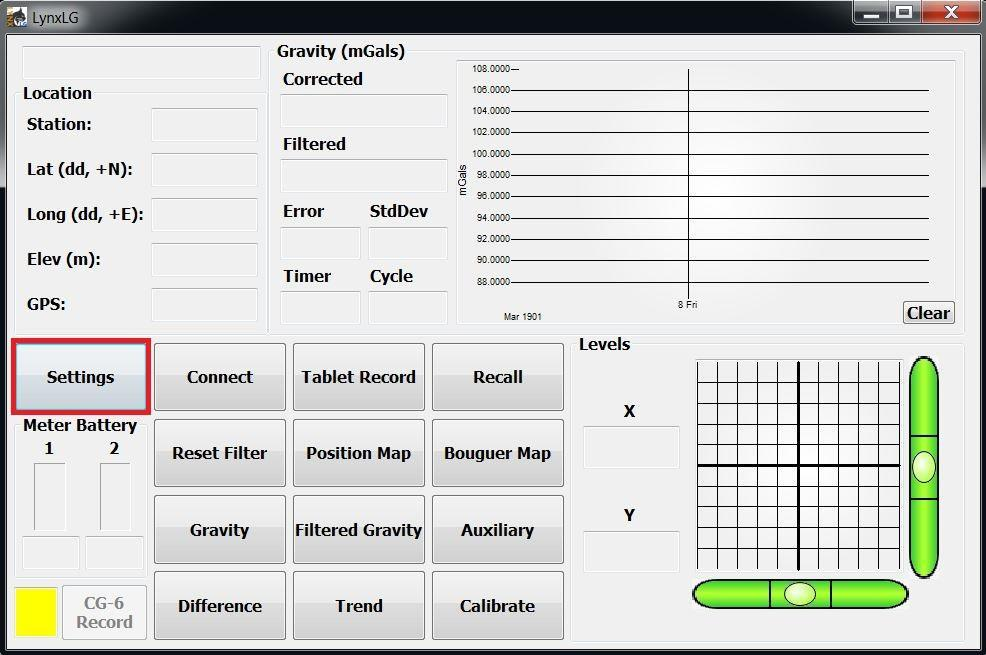 LynxLG
Location
Station:
Lat (dd, +N):
Long (dd, +E):
Elev (m):
GPS:
Gravity (mGals)
Corrected
Filtered
Error StdDev
Timer Cycle
mGals
108.0000
106.0000
104.0000
102.0000
100.0000
98.0000
96.0000
94.0000
92.0000
90.0000
88.0000
8 Fri
Mar 1901
Clear
Settings Connect Tablet Record Recall
Meter Battery
1 2
Reset Filter Position Map Bouguer Map
Gravity Filtered Gravity Auxiliary
CG-6
Record
Difference Trend Calibrate
Levels
X
Y